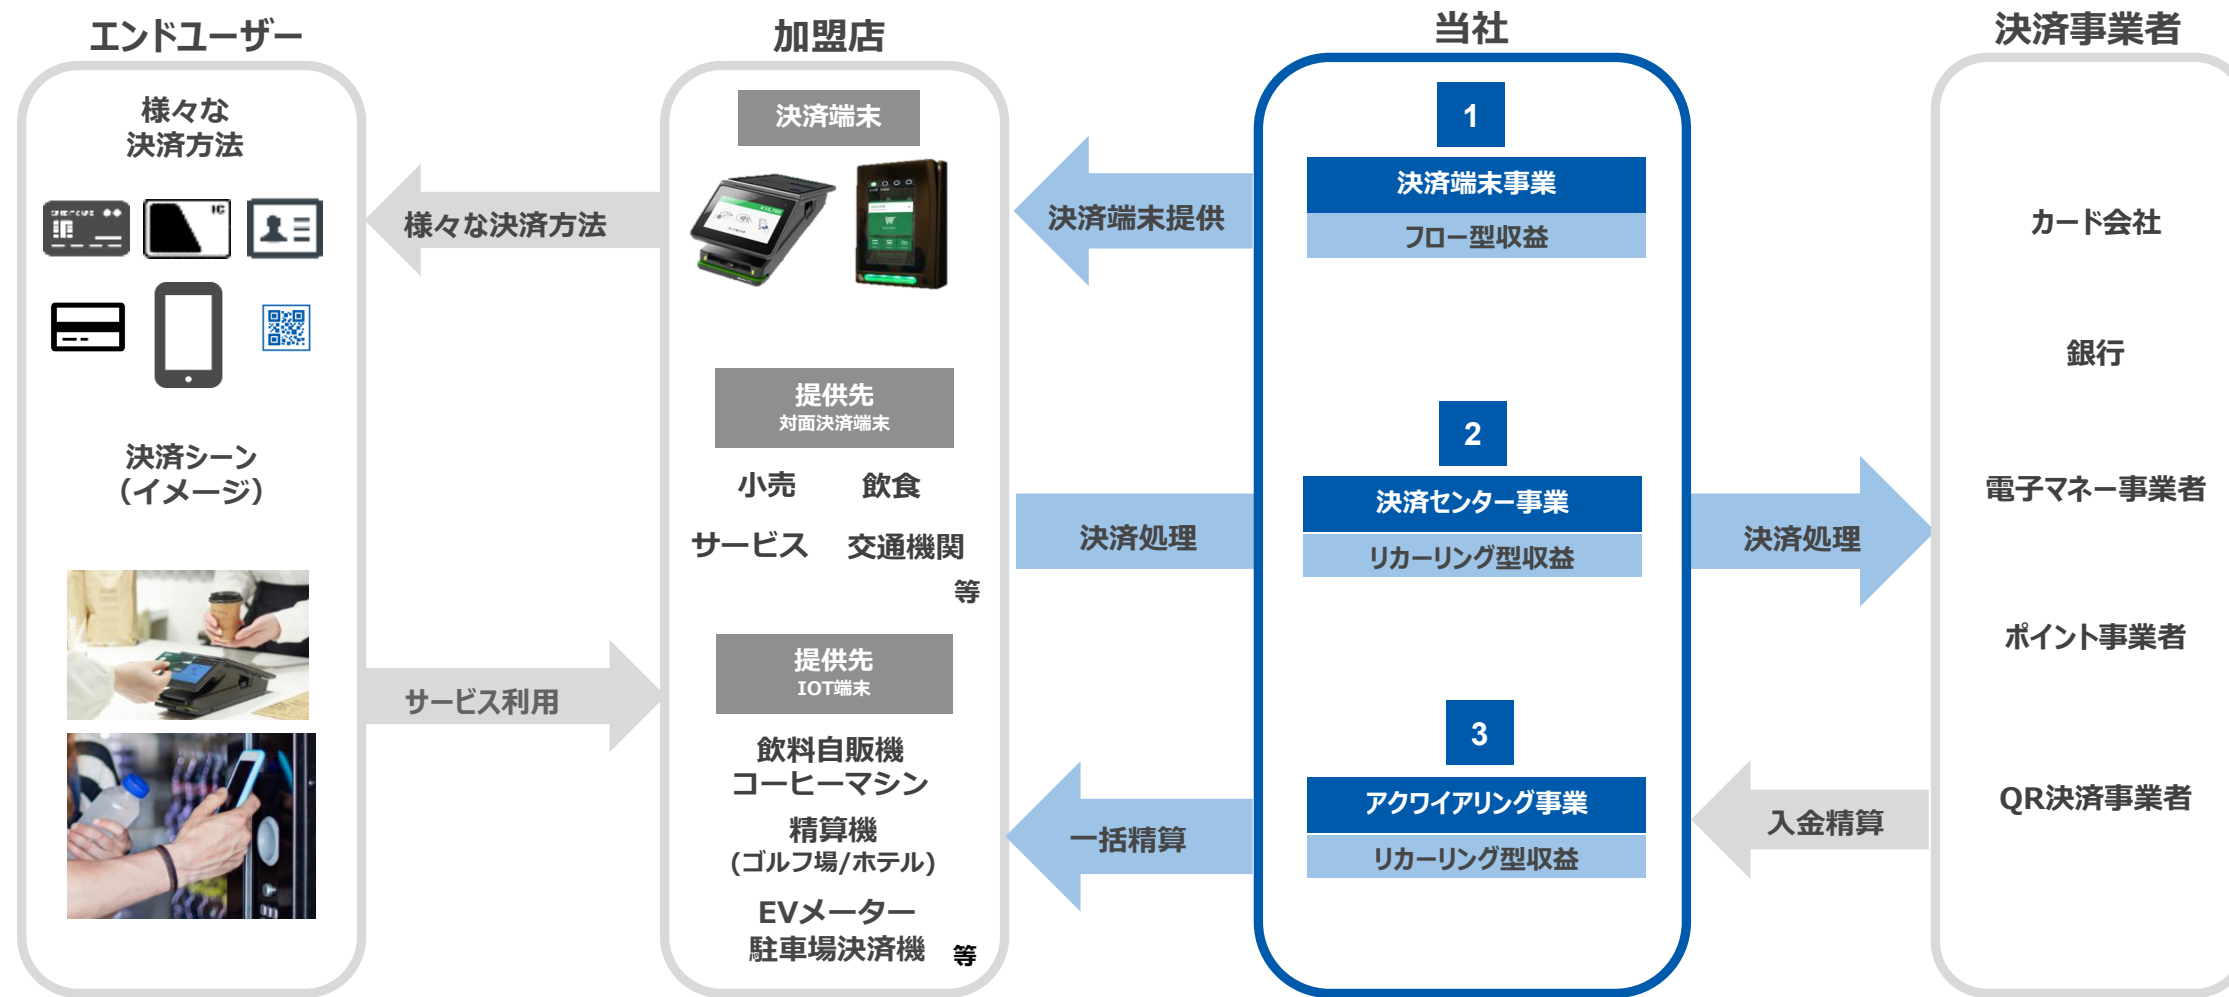 エンドユーザー
様々な
決済方法
IC
決済シーン
（イメージ）
様々な決済方法
サービス利用
加盟店
決済端末
提供先
対面決済端末
小売 飲食
サービス 交通機関
等
提供先
IOT端末
飲料自販機
コーヒーマシン
精算機
(ゴルフ場/ホテル)
EVメーター
駐車場決済機 等
決済端末提供
決済処理
一括精算
当社
1
決済端末事業
フロー型収益
2
決済センター事業
リカーリング型収益
3
アクワイアリング事業
リカーリング型収益
決済処理
入金精算
決済事業者
カード会社
銀行
電子マネー事業者
ポイント事業者
QR決済事業者